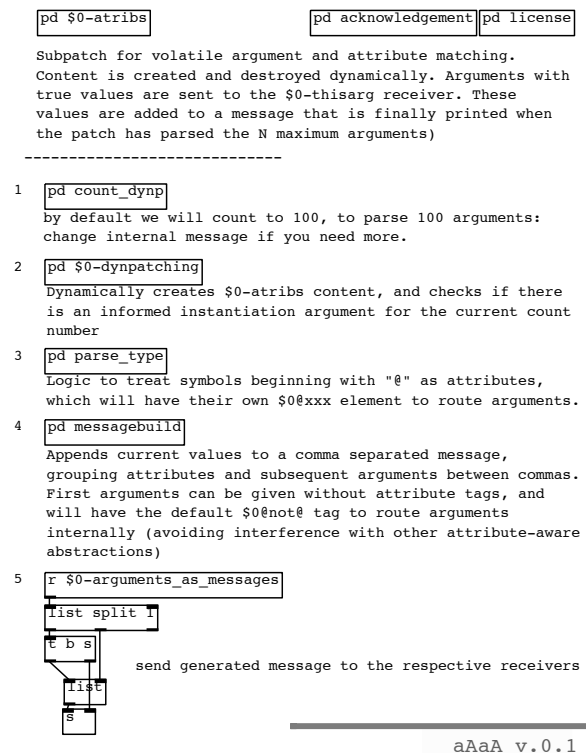 pd $0-atribs
pd acknowledgement
pd license
Subpatch for volatile argument and attribute matching.
Content is created and destroyed dynamically. Arguments with
true values are sent to the $0-thisarg receiver. These
values are added to a message that is finally printed when
the patch has parsed the N maximum arguments)
-----------------------------
1 pd count_dynp
by default we will count to 100, to parse 100 arguments:
change internal message if you need more.
2 pd $0-dynpatching
Dynamically creates $0-atribs content, and checks if there
is an informed instantiation argument for the current count
number
3 pd parse_type
Logic to treat symbols beginning with "@" as attributes,
which will have their own $0@xxx element to route arguments.
4 pd messagebuild
Appends current values to a comma separated message,
grouping attributes and subsequent arguments between commas.
First arguments can be given without attribute tags, and
will have the default $0@not@ tag to route arguments
internally (avoiding interference with other attribute-aware
abstractions)
5 r $0-arguments_as_messages
list split 1
t b s
send generated message to the respective receivers
list
s
aAaA v.0.1